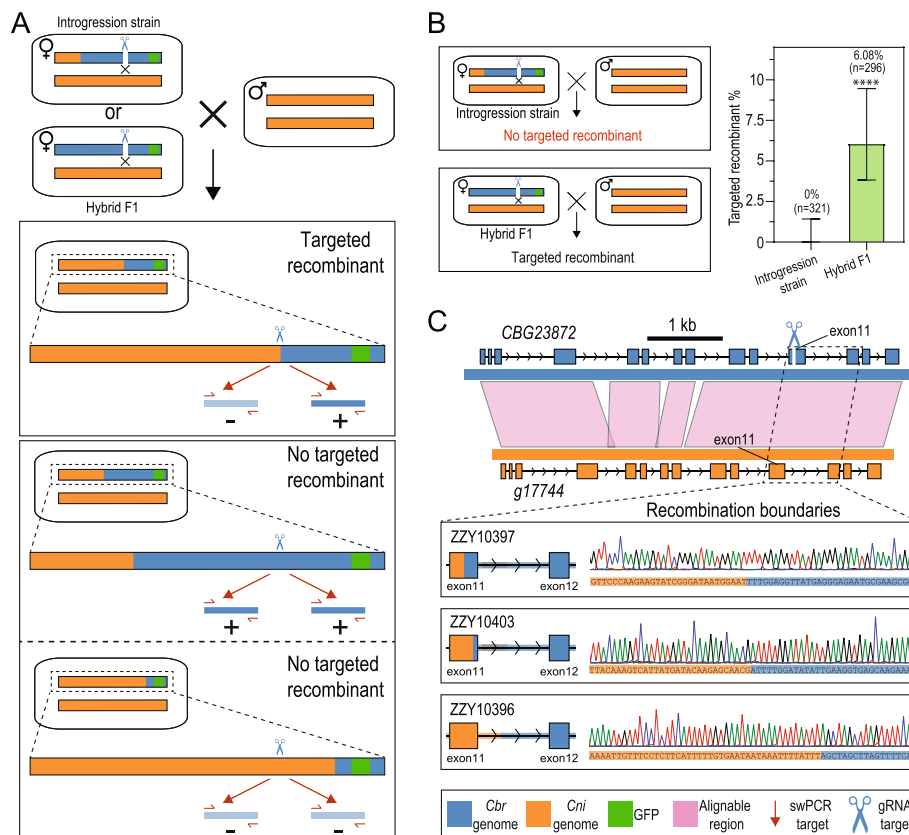 A
Introgression strain
♀
or
♂
♀
Hybrid F1
Targeted
recombinant
-
+
No targeted
recombinant
+
+
No targeted
recombinant
-
-
B
♀
Introgression strain
♂
No targeted recombinant
♀
Hybrid F1
♂
Targeted recombinant
Targeted recombinant %
10
7.5
5
2.5
0
0%
(n=321)
6.08%
(n=296)
****
Introgression
strain
Hybrid F1
C
CBG23872
1 kb
exon11
exon11
g17744
Recombination boundaries
ZZY10397
exon11
exon12
GTTCCCAAGAAGTATCGGGATAATGGAATTTTGGAGGTTATGAGGGAGAATGCGAAGCG
ZZY10403
exon11
exon12
TTACAAAGTCATTATGATACAAGAGCAACGATTTTGGATATATTGAAGGTGAGCAAGAAA
ZZY10396
exon11
exon12
AAAATTGTTTCCTCTTCATTTTTGTGAATAATAAATTTTATTTAGCTAGCTTAGTTTTCA
Cbr
genome
Cni
genome
GFP
Alignable
region
swPCR
target
gRNA
target